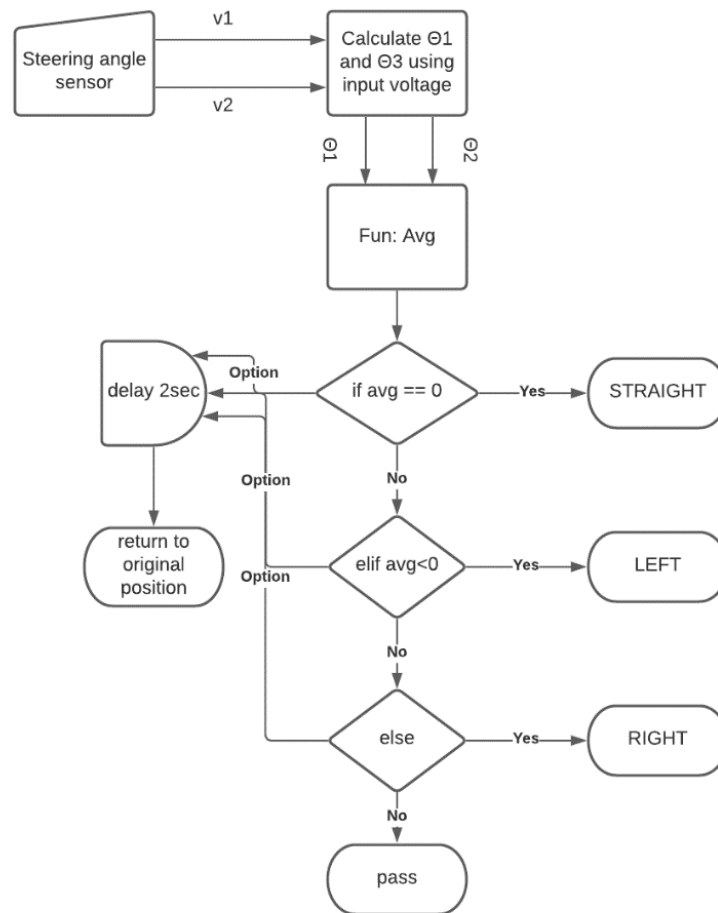 Steering angle
sensor
v1
v2
Calculate Θ1
and Θ3 using
input voltage
Θ1
Θ2
Fun: Avg
if avg == 0
Yes
STRAIGHT
Option
delay 2sec
No
Option
return to
original
position
elif avg<0
Yes
LEFT
Option
No
else
Yes
RIGHT
No
pass